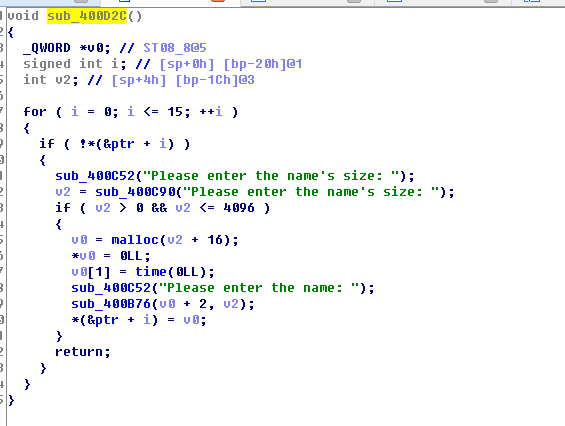 void sub_400D2C()
{
  _QWORD *v0; // ST08_8@5
  signed int i; // [sp+0h] [bp-20h]@1
  int v2; // [sp+4h] [bp-1Ch]@3
  for ( i = 0; i <= 15; ++i )
  {
    if ( !*(&ptr + i) )
    {
      sub_400C52("Please enter the name's size: ");
      v2 = sub_400C90("Please enter the name's size: ");
      if ( v2 > 0 && v2 <= 4096 )
      {
        v0 = malloc(v2 + 16);
        *v0 = 0LL;
        v0[1] = time(0LL);
        sub_400C52("Please enter the name: ");
        sub_400B76(v0 + 2, v2);
        *(&ptr + i) = v0;
      }
      return;
    }
  }
}